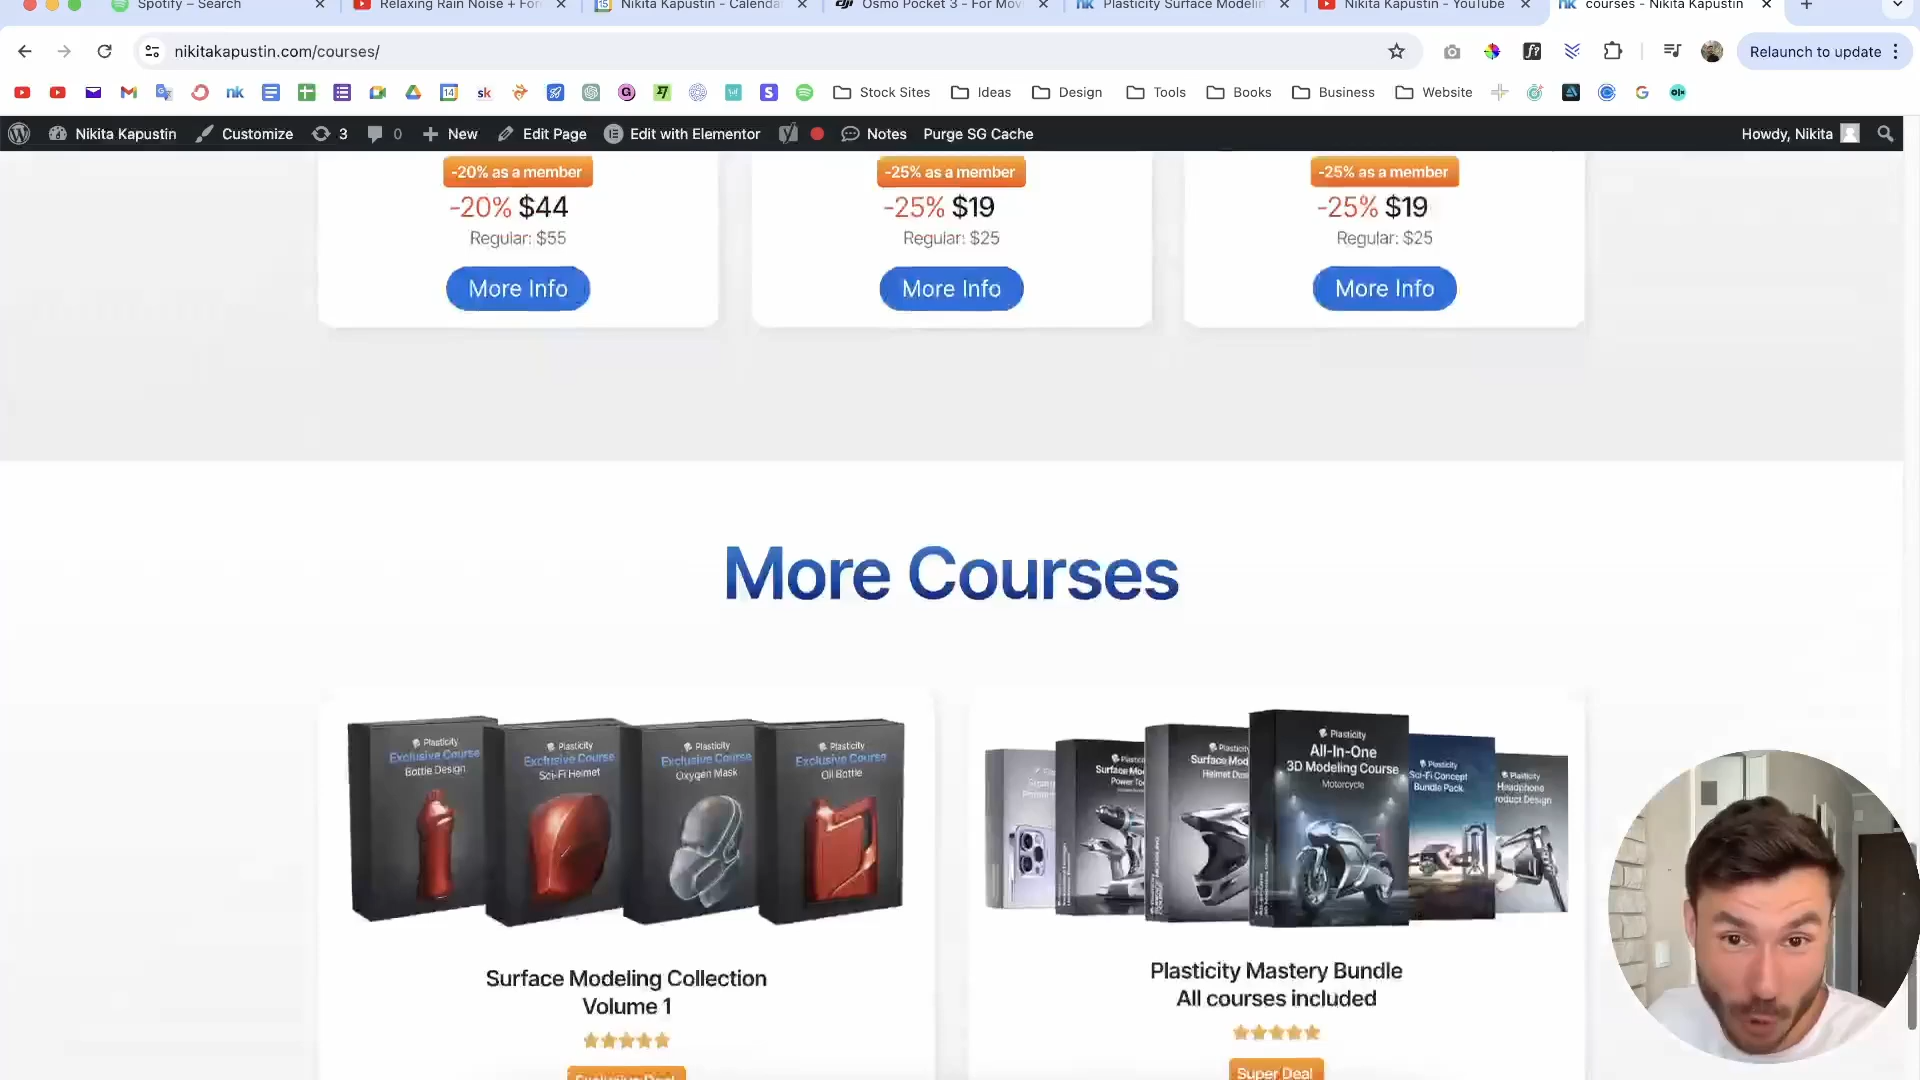 Spotify – Search
Relaxing Rain Noise + For
Nikita Kapustin - Calenda
Osmo Pocket 3 - For Mov
Plasticity Surface Modelin
Nikita Kapustin - YouTube
courses - Nikita Kapustin
nikitakapustin.com/courses/
Relaunch to update
Stock Sites
Ideas
Design
Tools
Books
Business
Website
Nikita Kapustin
Customize
3
0
New
Edit Page
Edit with Elementor
Notes
Purge SG Cache
Howdy, Nikita
-20% as a member
-20% $44
Regular: $55
More Info
-25% as a member
-25% $19
Regular: $25
More Info
-25% as a member
-25% $19
Regular: $25
More Info
More Courses
Plasticity
Exclusive Course
Bottle Design
Plasticity
Exclusive Course
Sci-Fi Helmet
Plasticity
Exclusive Course
Oxygen Mask
Plasticity
Exclusive Course
Oil Bottle
Surface Modeling Collection
Volume 1
Exclusive Deal
Surface Mo
Power To
Plasticity
Surface Mod
Helmet De
Plasticity
All-In-One
3D Modeling Course
Motorcycle
Plasticity
Sci-Fi Concept
Bundle Pack
Plasticity
Headphone
roduct Design
Plasticity Mastery Bundle
All courses included
Super Deal